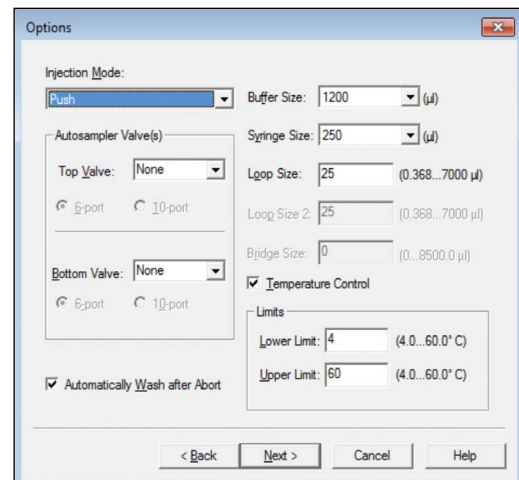 Options
Injection Mode:
Push
Autosampler Valve(s)
Top Valve: None
6-port 10-port
Bottom Valve: None
6-port 10-port
Automatically Wash after Abort
Buffer Size: 1200 (µl)
Syringe Size: 250 (µl)
Loop Size: 25 (0.368...7000 µl)
Loop Size 2: 25 (0.368...7000 µl)
Bridge Size: 0 (0...8500.0 µl)
Temperature Control
Limits
Lower Limit: 4 (4.0...60.0° C)
Upper Limit: 60 (4.0...60.0° C)
< Back Next > Cancel Help